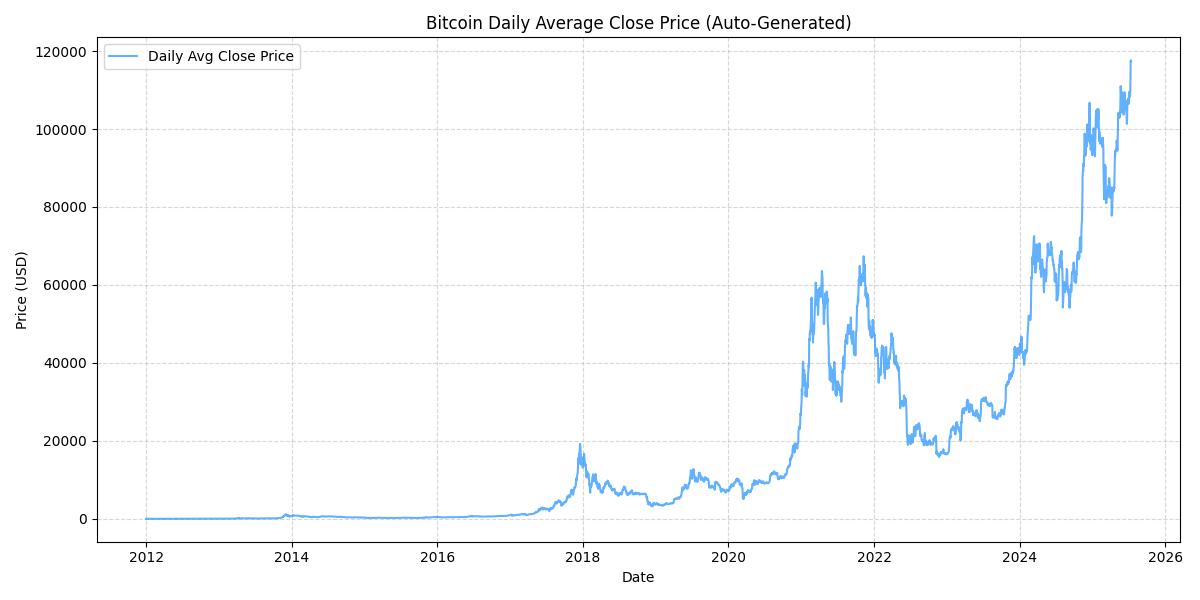 Bitcoin Daily Average Close Price (Auto-Generated)
Daily Avg Close Price
Price (USD)
120000
100000
80000
60000
40000
20000
0
2012 2014 2016 2018 2020 2022 2024 2026
Date